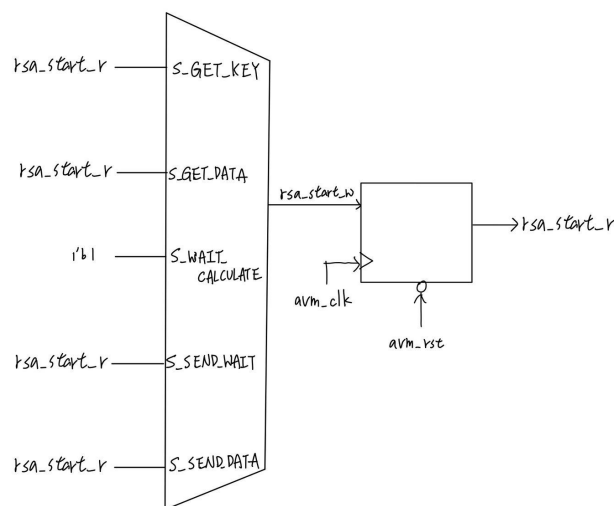 rsa_start_r
S_GET_KEY
rsa_start_r
S_GET_DATA
rsa_start_w
rsa_start_r
1'b1
S_WAIT_
CALCULATE
avm_clk
avm_rst
rsa_start_r
S_SEND_WAIT
rsa_start_r
S_SEND_DATA